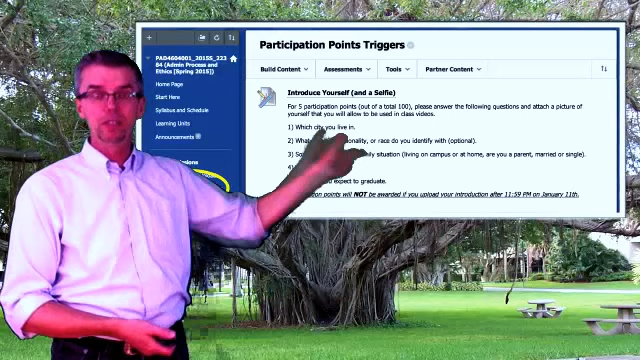 Participation Points Triggers
PAD4604001_2015S_223
84 (Admin Process and
Ethics [Spring 2015])
Home Page
Start Here
Syllabus and Schedule
Learning Units
Announcements
Build Content
Assessments
Tools
Partner Content
Introduce Yourself (and a Selfie)
For 5 participation points (out of a total 100), please answer the following questions and attach a picture of
yourself that you will allow to be used in class videos.
1) Which city you live in.
2) or race do you identify with (optional).
3) situation (living on campus or at home, are you a parent, married or single).
4)
you expect to graduate.
points will NOT be awarded if you upload your introduction after 11:59 PM on January 11th.